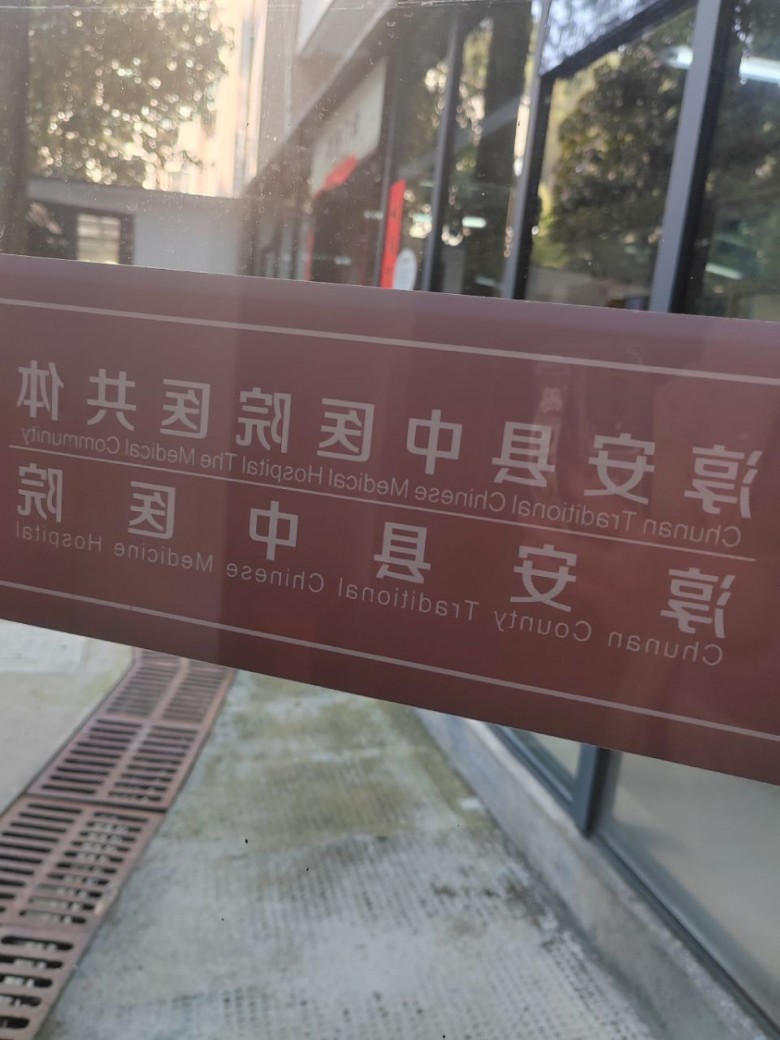 淳安县中医院医共体
Chunan Traditional Chinese Medical Hospital The Medical Community
淳安县中医院
Chunan County Traditional Chinese Medicine Hospital